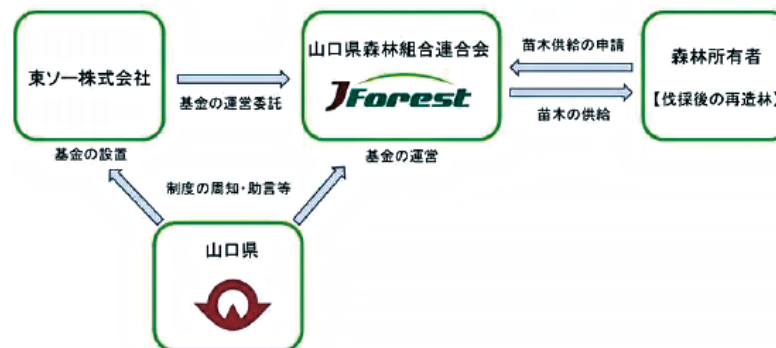 東ソー株式会社
基金の設置
基金の運営委託
山口県森林組合連合会
JForest
基金の運営
苗木供給の申請
苗木の供給
森林所有者
【伐採後の再造林】
制度の周知・助言等
山口県